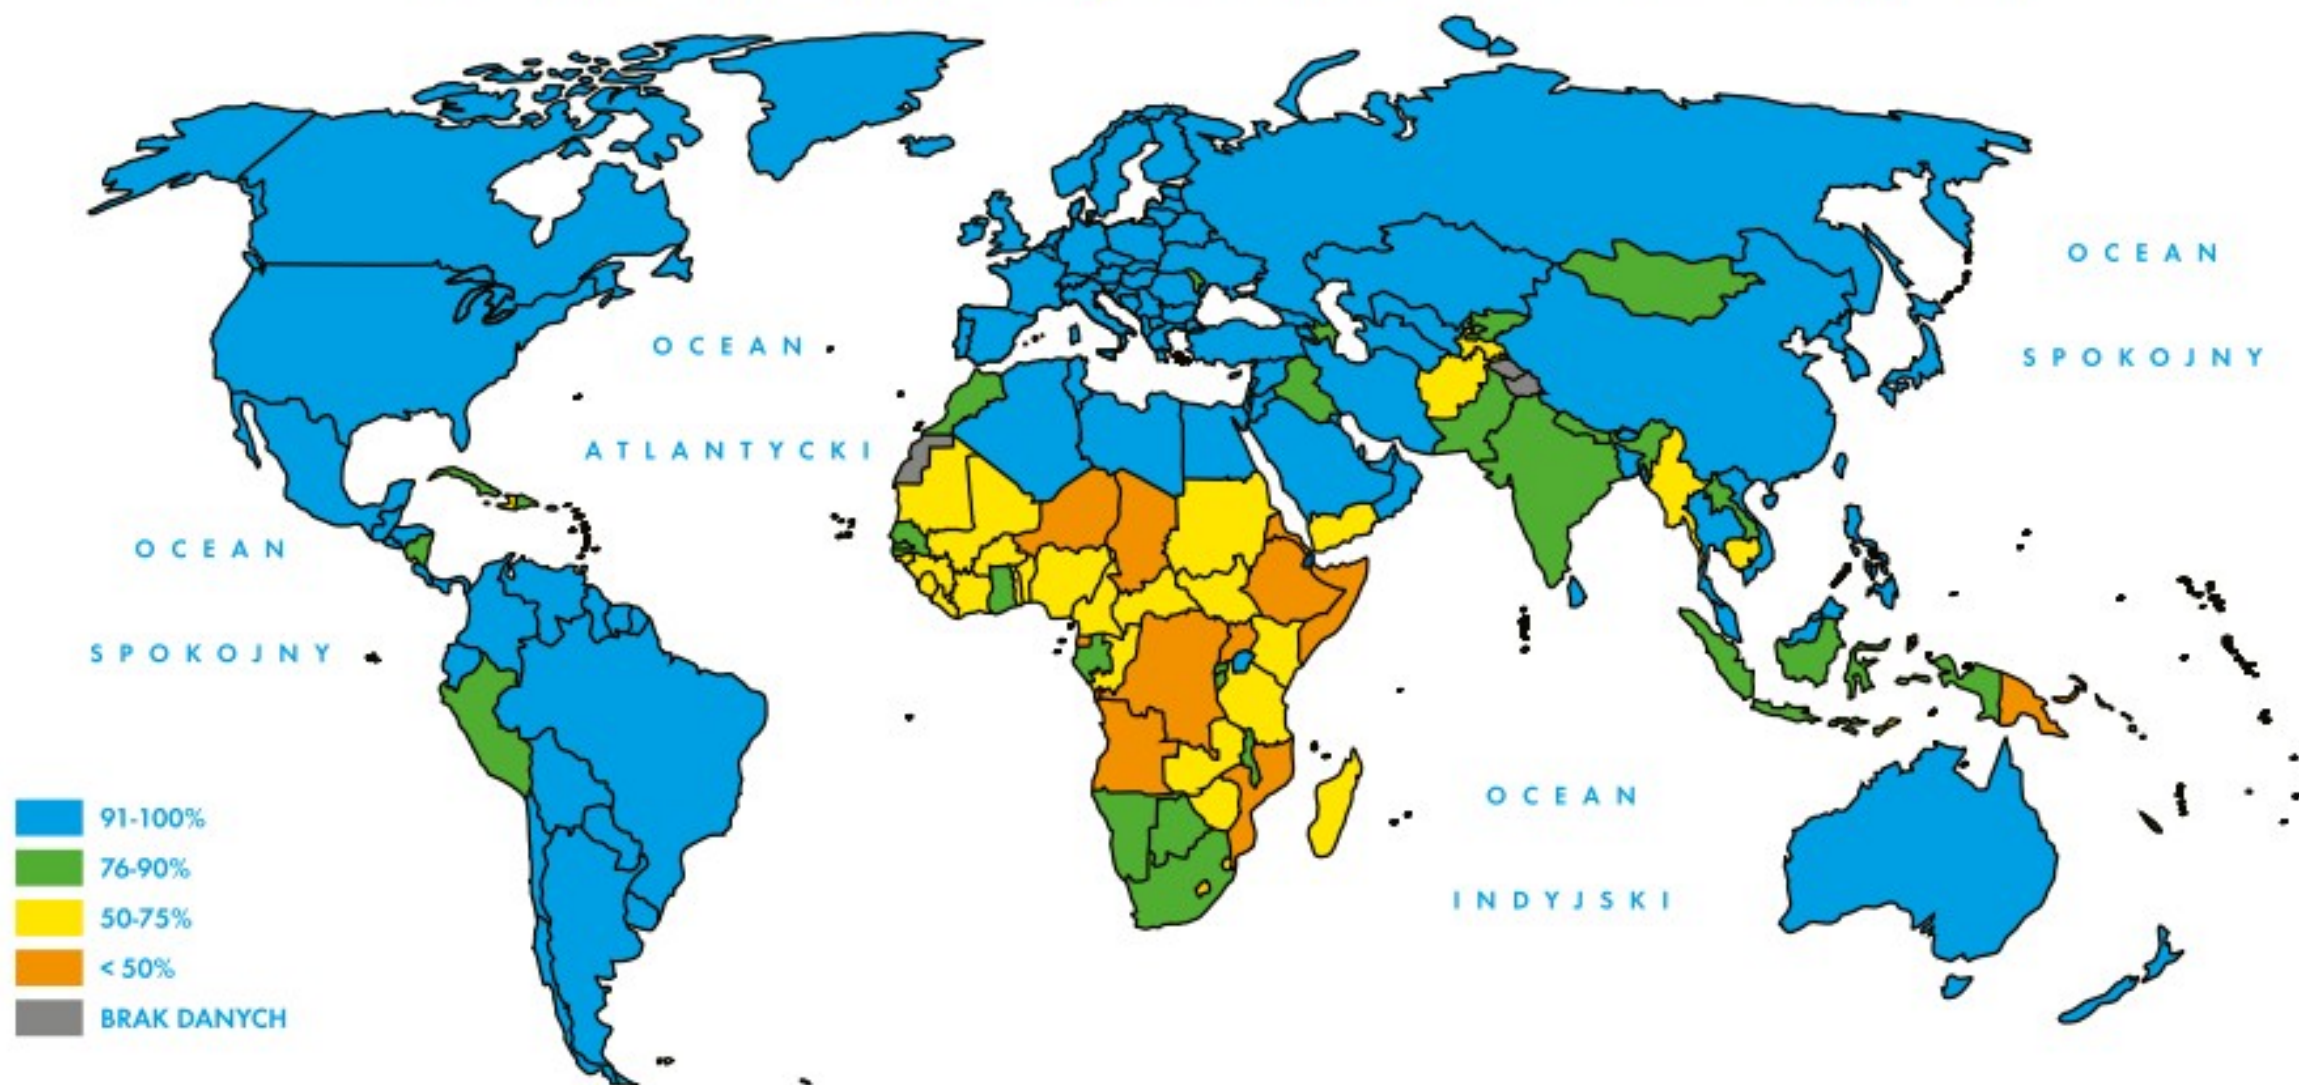 OCEAN
SPOKOJNY
OCEAN
ATLANTYCKI
OCEAN
SPOKOJNY
OCEAN
INDYJSKI
91-100%
76-90%
50-75%
< 50%
BRAK DANYCH